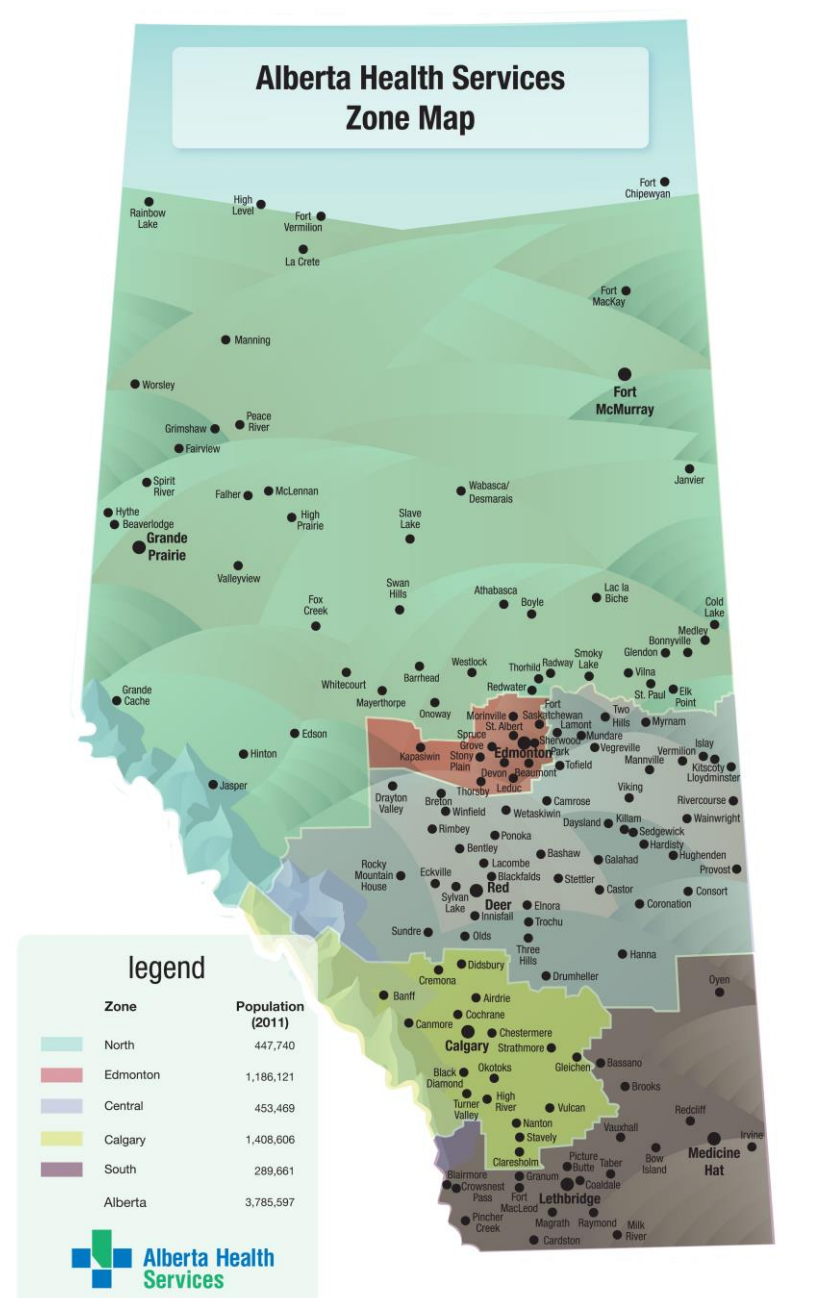 Alberta Health Services
Zone Map
Fort
Chipewyan
Rainbow
Lake
High
Level
Fort
Vermilion
La Crete
Fort
MacKay
Manning
Worsley
Fort
McMurray
Peace
River
Grimshaw
Fairview
Janvier
Spirit
River
Falher
McLennan
Wabasca/
Desmarais
Hythe
Beaverlodge
High
Prairie
Slave
Lake
Grande
Prairie
Valleyview
Swan
Hills
Athabasca
Boyle
Lac la
Biche
Fox
Creek
Cold
Lake
Medley
Bonnyville
Glendon
Whitecourt
Barrhead
Westlock
Thorhild
Radway
Smoky
Lake
Vilna
St. Paul
Elk
Point
Grande
Cache
Mayerthorpe
Onoway
Redwater
Edson
Hinton
Jasper
Morinville
St. Albert
Fort
Saskatchewan
Lamont
Two
Hills
Myrnam
Kapasiwin
Spruce
Grove
Stony
Plain
Edmonton
Sherwood
Park
Mundare
Vegreville
Mannville
Vermilion
Islay
Kitscoty
Lloydminster
Devon
Beaumont
Tofield
Thorsby
Leduc
Drayton
Valley
Breton
Winfield
Wetaskiwin
Camrose
Viking
Rivercourse
Daysland
Killam
Sedgewick
Wainwright
Rimbey
Ponoka
Hardisty
Bentley
Bashaw
Galahad
Hughenden
Provost
Rocky
Mountain
House
Eckville
Lacombe
Blackfalds
Stettler
Castor
Consort
Sylvan
Lake
Red
Deer
Elnora
Coronation
Innisfail
Trochu
Sundre
Olds
Three
Hills
Hanna
Didsbury
Cremona
Drumheller
Oyen
Banff
Airdrie
Cochrane
Canmore
Chestermere
Calgary
Strathmore
Gleichen
Bassano
Black
Diamond
Okotoks
Brooks
Turner
Valley
High
River
Vulcan
Redcliff
Nanton
Vauxhall
Stavely
Irvine
Medicine
Hat
Claresholm
Picture
Butte
Taber
Bow
Island
Blairmore
Crowsnest
Pass
Granum
Fort
MacLeod
Coaldale
Lethbridge
Pincher
Creek
Magrath
Raymond
Milk
River
Cardston
legend
Zone Population
(2011)
North 447,740
Edmonton 1,186,121
Central 453,469
Calgary 1,408,606
South 289,661
Alberta 3,785,597
Alberta Health
Services